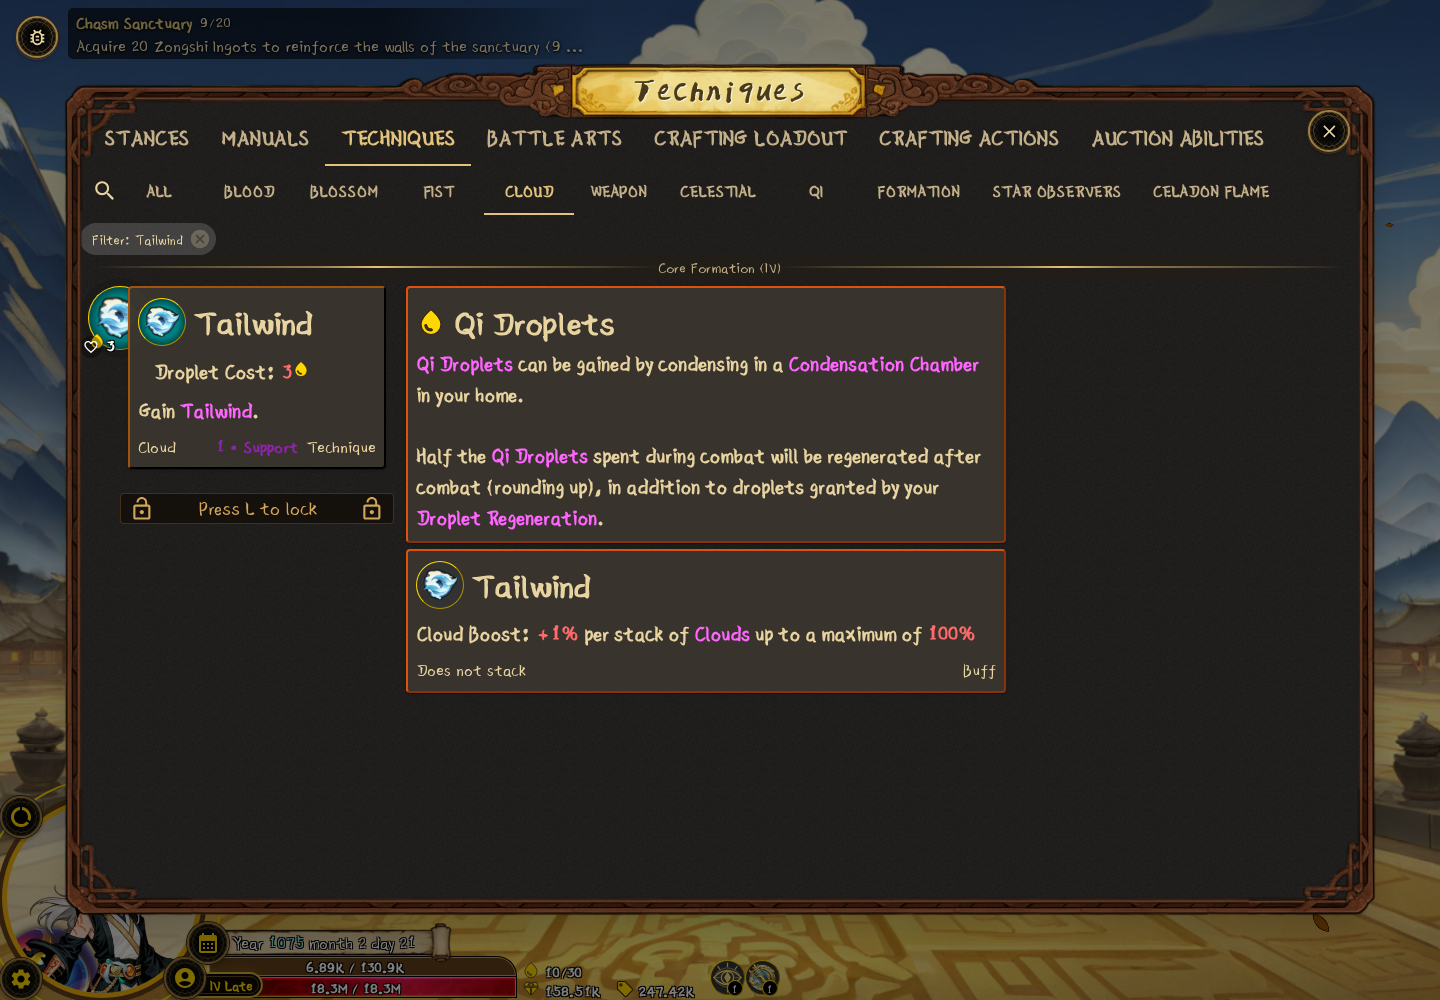 Chasm Sanctuary 9/20
Acquire 20 Zongshi Ingots to reinforce the walls of the sanctuary (9 ...
Techniques
STANCES MANUALS TECHNIQUES BATTLE ARTS CRAFTING LOADOUT CRAFTING ACTIONS AUCTION ABILITIES
ALL BLOOD BLOSSOM FIST CLOUD WEAPON CELESTIAL QI FORMATION STAR OBSERVERS CELADON FLAME
Filter: Tailwind
Core Formation (IV)
3
Tailwind
Droplet Cost: 3
Gain Tailwind.
Cloud 1 • Support Technique
Press L to lock
Qi Droplets
Qi Droplets can be gained by condensing in a Condensation Chamber
in your home.
Half the Qi Droplets spent during combat will be regenerated after
combat (rounding up), in addition to droplets granted by your
Droplet Regeneration.
Tailwind
Cloud Boost: +1% per stack of Clouds up to a maximum of 100%
Does not stack Buff
Year 1075 month 2 day 21
6.89k / 130.9k
IV Late 18.3M / 18.3M
10/30
158.51k 247.42k
1 1